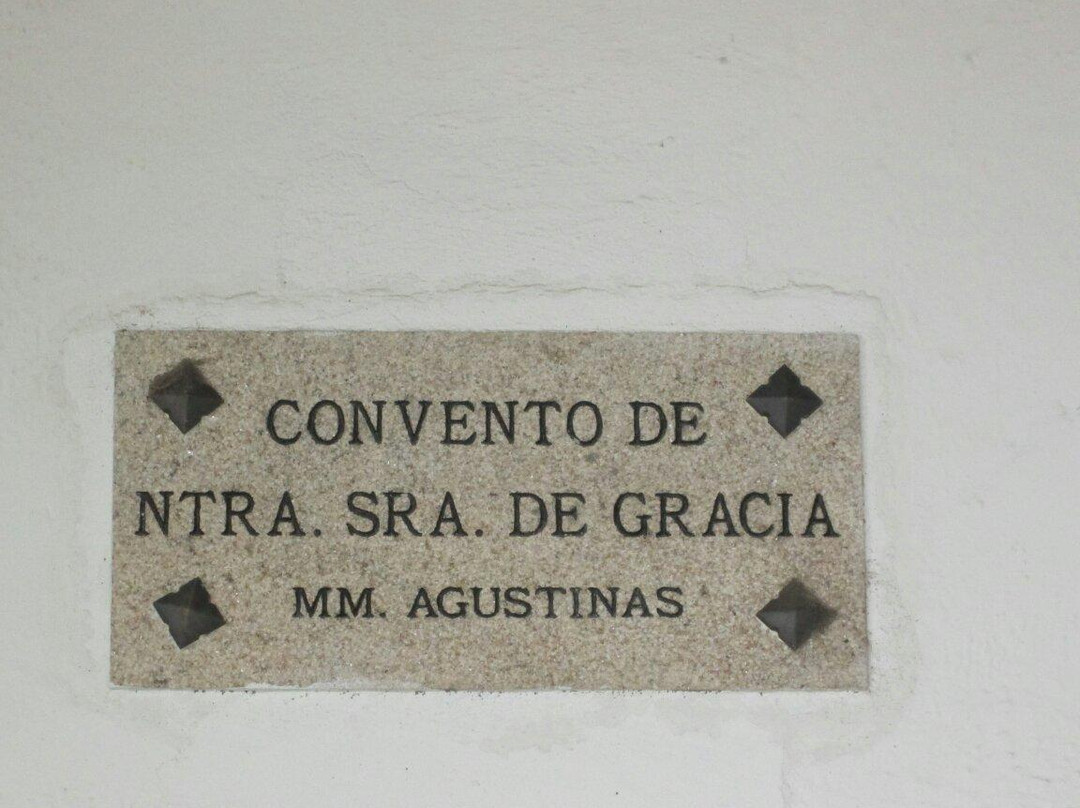 CONVENTO DE
NTRA. SRA. DE GRACIA
MM. AGUSTINAS